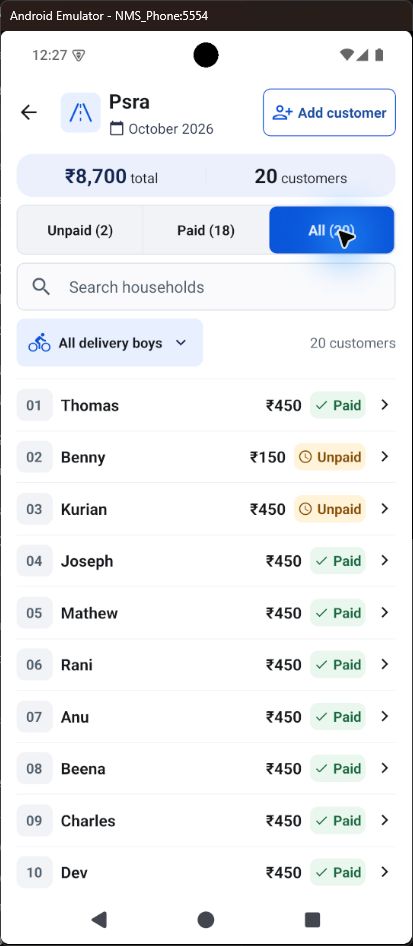 Android Emulator - NMS_Phone:5554
12:27
Psra
October 2026
Add customer
₹8,700 total
20 customers
Unpaid (2)
Paid (18)
All (20)
Search households
All delivery boys
20 customers
01 Thomas ₹450 Paid
02 Benny ₹150 Unpaid
03 Kurian ₹450 Unpaid
04 Joseph ₹450 Paid
05 Mathew ₹450 Paid
06 Rani ₹450 Paid
07 Anu ₹450 Paid
08 Beena ₹450 Paid
09 Charles ₹450 Paid
10 Dev ₹450 Paid